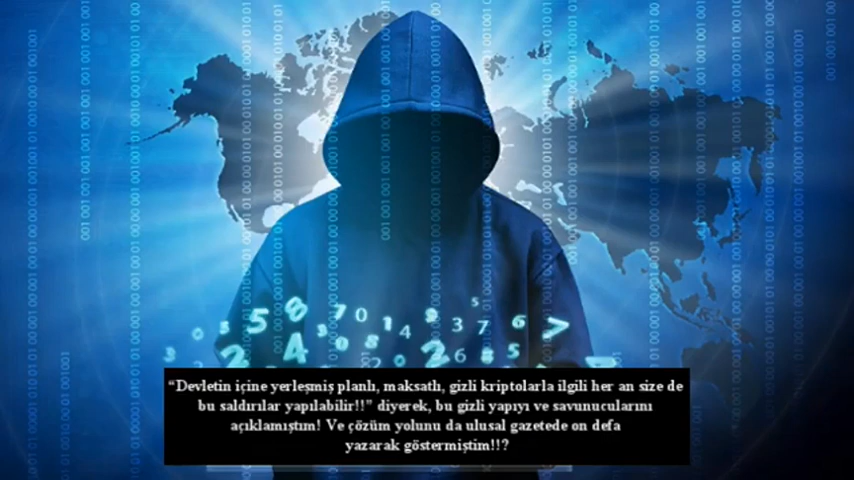 “Devletin içine yerleşmiş planlı, maksatlı, gizli kriptolarla ilgili her an size de
bu saldırılar yapılabilir!!” diyerek, bu gizli yapıyı ve savunucularını
açıklamıştım! Ve çözüm yolunu da ulusal gazetede on defa
yazarak göstermiştim!!?